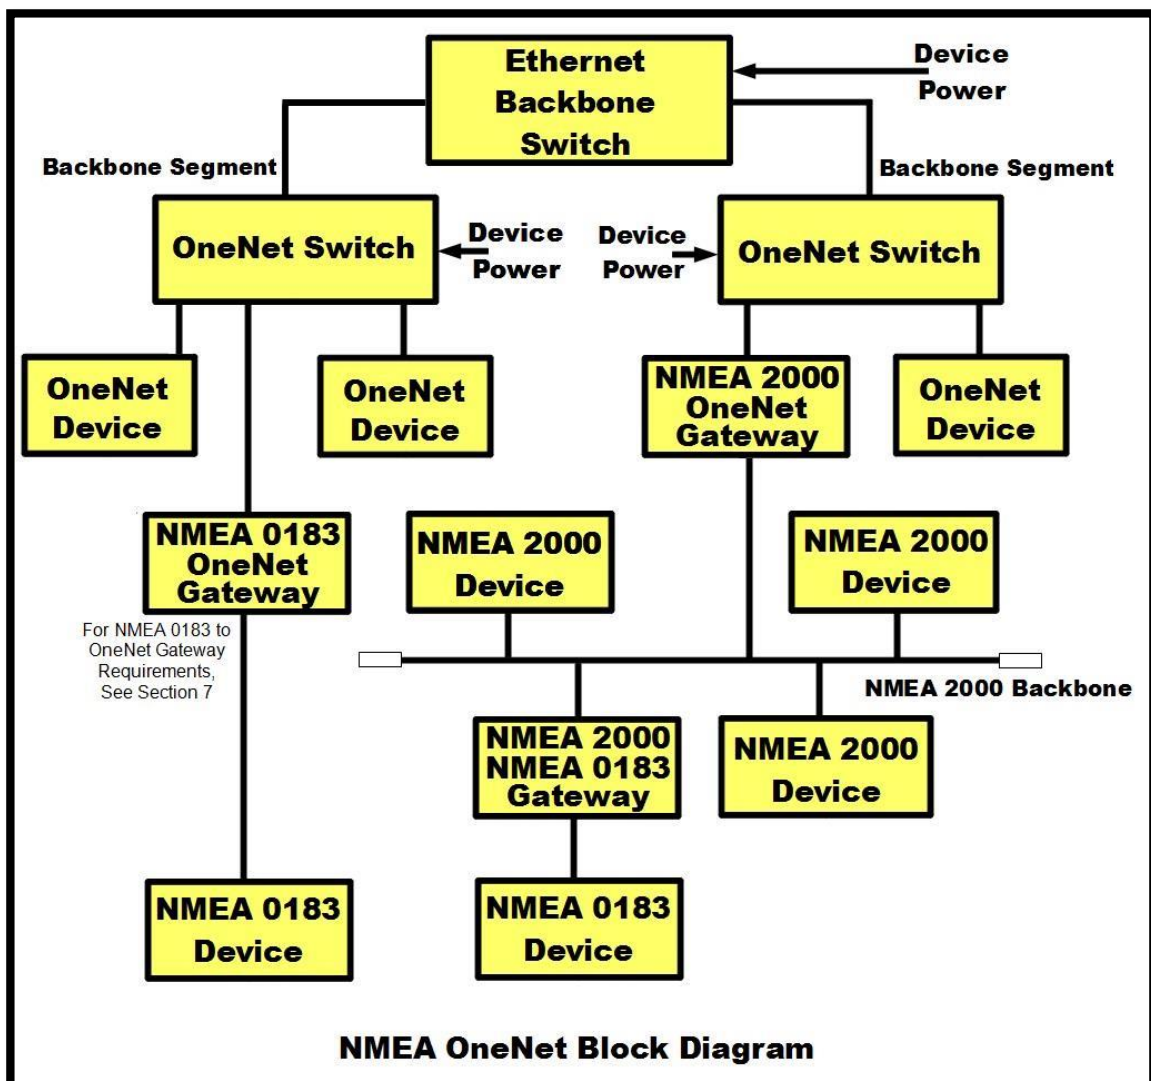 Ethernet
Backbone
Switch
Device
Power
Backbone Segment
Backbone Segment
OneNet Switch
Device
Power
Device
Power
OneNet Switch
OneNet
Device
OneNet
Device
NMEA 2000
OneNet
Gateway
OneNet
Device
NMEA 0183
OneNet
Gateway
NMEA 2000
Device
NMEA 2000
Device
For NMEA 0183 to
OneNet Gateway
Requirements,
See Section 7
NMEA 2000 Backbone
NMEA 2000
NMEA 0183
Gateway
NMEA 2000
Device
NMEA 0183
Device
NMEA 0183
Device
NMEA OneNet Block Diagram